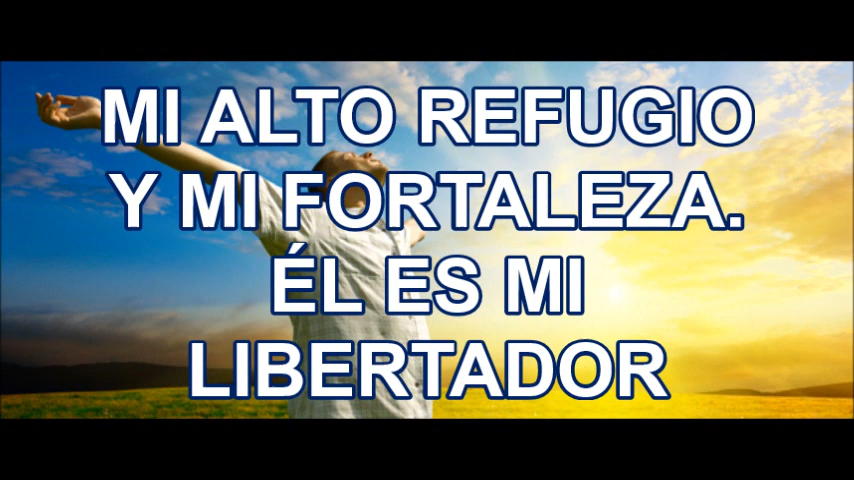 MI ALTO REFUGIO
Y MI FORTALEZA.
ÉL ES MI
LIBERTADOR